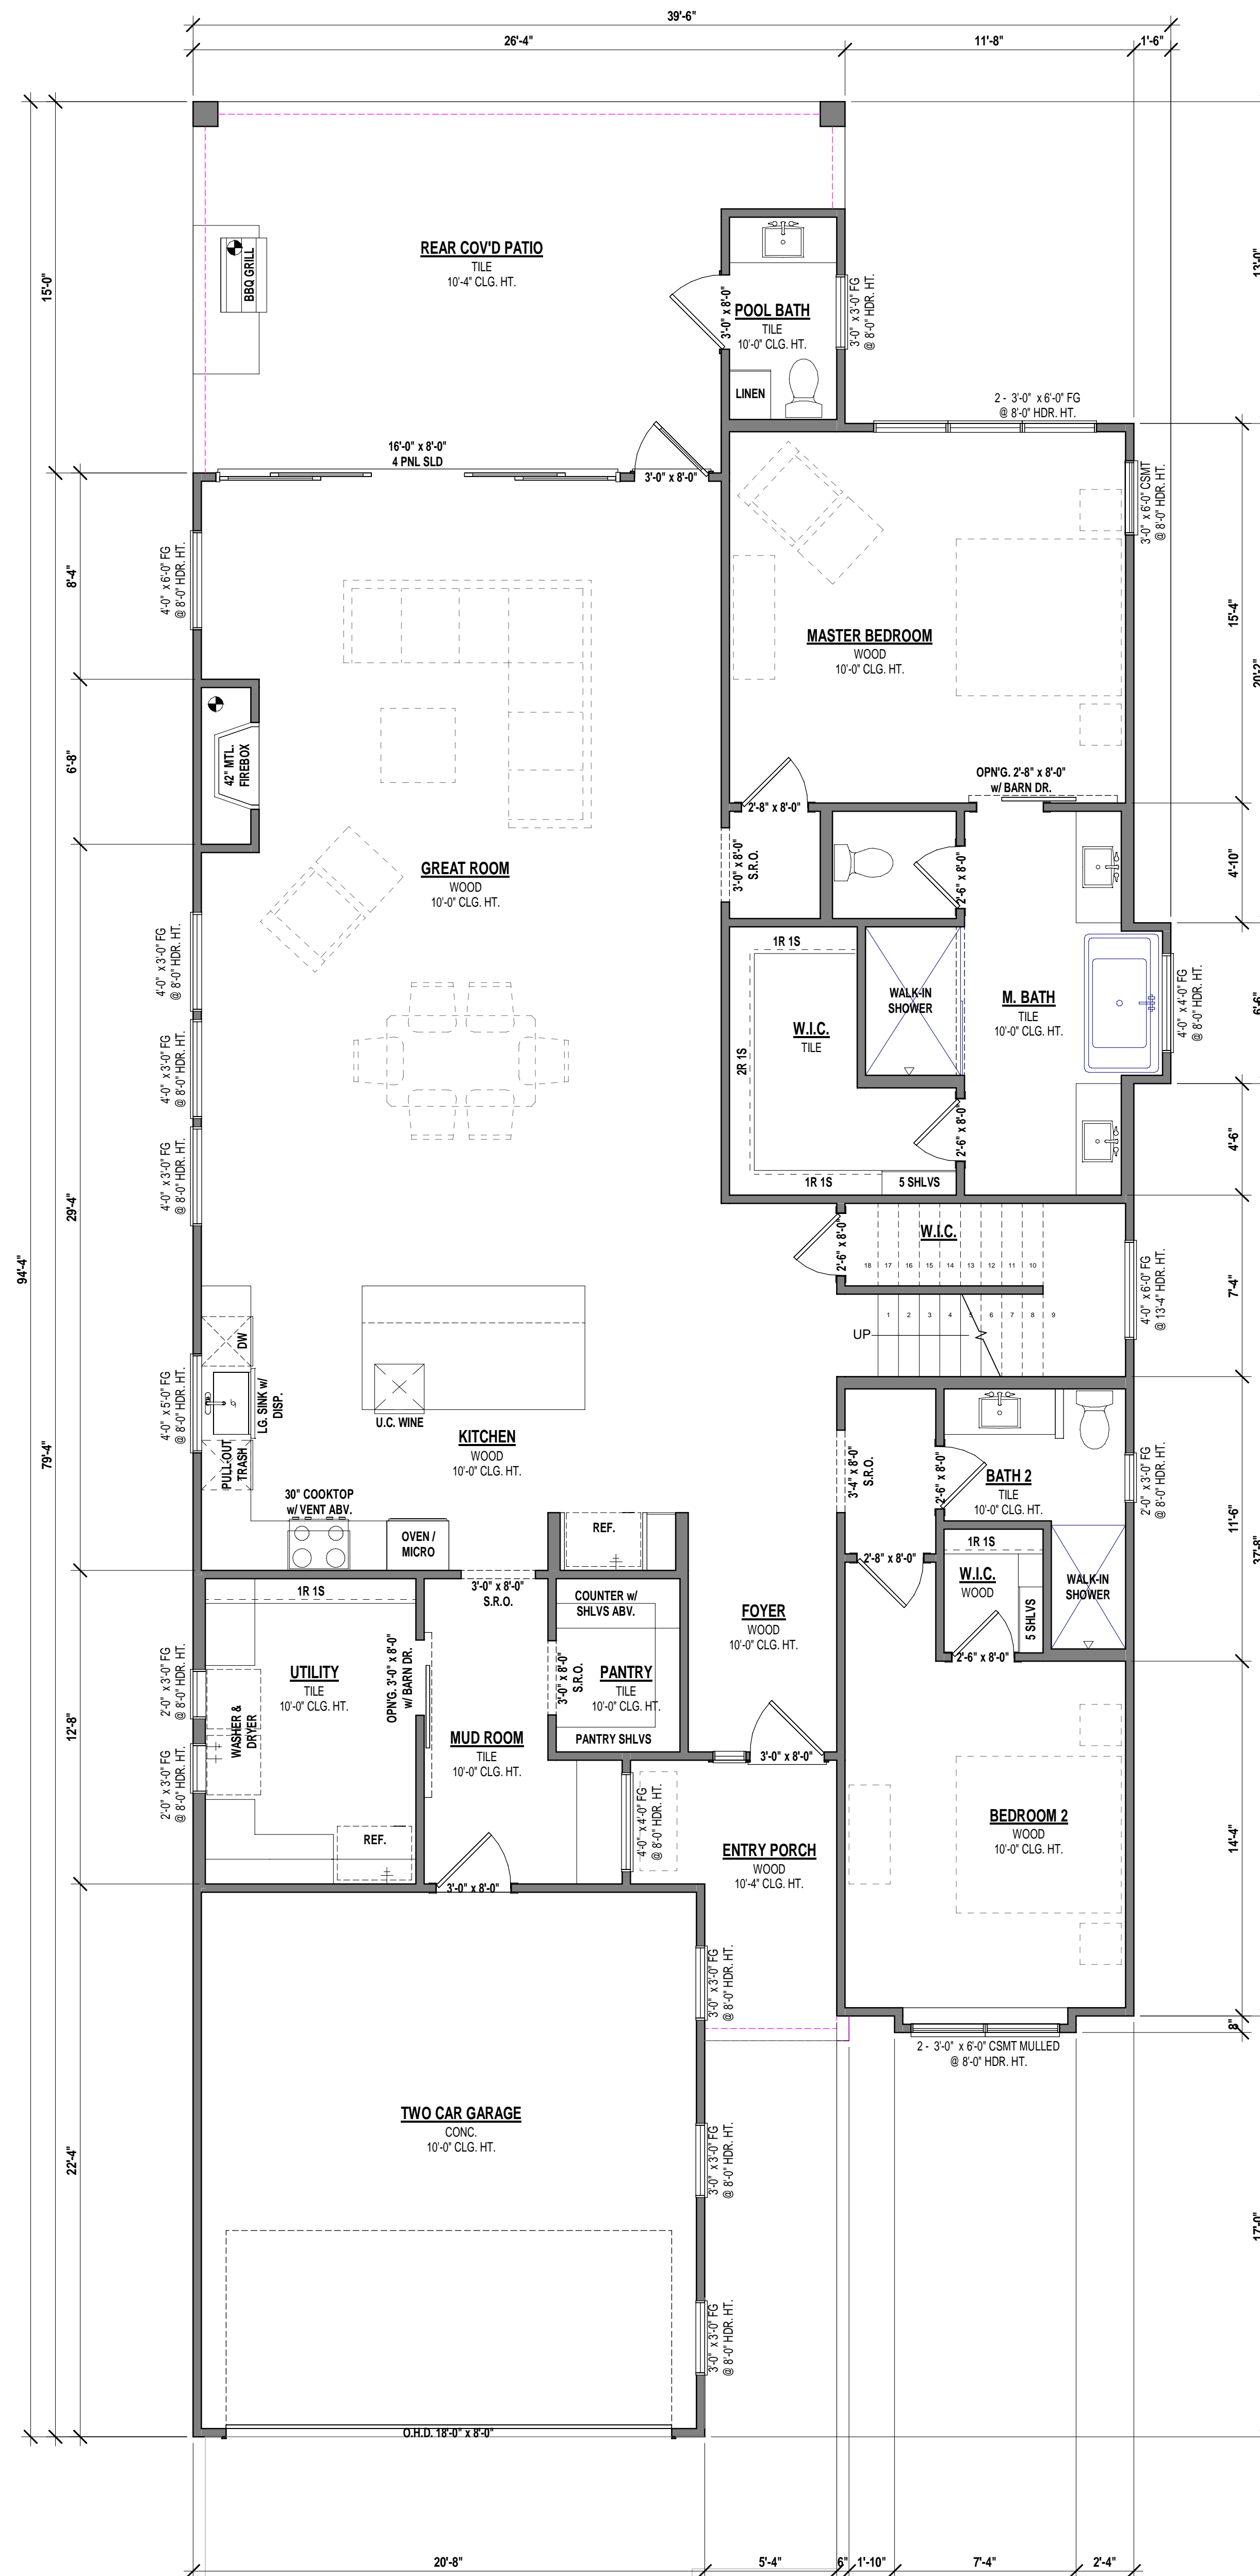 39'-6"
26'-4"
11'-8"
1'-6"
15'-0"
13'-0"
REAR COV'D PATIO
TILE
10'-4" CLG. HT.
BBQ GRILL
3'-0" x 8'-0"
POOL BATH
TILE
10'-0" CLG. HT.
3'-0" x 3'-0" FG
@ 8'-0" HDR. HT.
LINEN
2 - 3'-0" x 6'-0" FG
@ 8'-0" HDR. HT.
16'-0" x 8'-0"
4 PNL SLD
3'-0" x 8'-0"
3'-0" x 6'-0" CSMT
@ 8'-0" HDR. HT.
8'-4"
4'-0" x 6'-0" FG
@ 8'-0" HDR. HT.
15'-4"
20'-2"
MASTER BEDROOM
WOOD
10'-0" CLG. HT.
6'-8"
42" MTL.
FIREBOX
OPN'G. 2'-8" x 8'-0"
w/ BARN DR.
2'-8" x 8'-0"
GREAT ROOM
WOOD
10'-0" CLG. HT.
3'-0" x 8'-0"
S.R.O.
2'-6" x 8'-0"
4'-10"
4'-0" x 3'-0" FG
@ 8'-0" HDR. HT.
1R 1S
WALK-IN
SHOWER
M. BATH
TILE
10'-0" CLG. HT.
4'-0" x 4'-0" FG
@ 8'-0" HDR. HT.
6'-6"
W.I.C.
TILE
2R 1S
4'-0" x 3'-0" FG
@ 8'-0" HDR. HT.
4'-0" x 3'-0" FG
@ 8'-0" HDR. HT.
2'-6" x 8'-0"
4'-6"
1R 1S
5 SHLVS
29'-4"
94'-4"
79'-4"
2'-6" x 8'-0"
W.I.C.
18 17 16 15 14 13 12 11 10
4'-0" x 6'-0" FG
@ 13'-4" HDR. HT.
7'-4"
UP
1 2 3 4 5 6 7 8 9
DW
4'-0" x 5'-0" FG
@ 8'-0" HDR. HT.
LG. SINK w/
DISP.
U.C. WINE
PULL-OUT
TRASH
KITCHEN
WOOD
10'-0" CLG. HT.
3'-4" x 8'-0"
S.R.O.
2'-6" x 8'-0"
BATH 2
TILE
10'-0" CLG. HT.
2'-0" x 3'-0" FG
@ 8'-0" HDR. HT.
11'-6"
37'-8"
30" COOKTOP
w/ VENT ABV.
OVEN /
MICRO
REF.
1R 1S
2'-8" x 8'-0"
W.I.C.
WOOD
WALK-IN
SHOWER
5 SHLVS
2'-6" x 8'-0"
1R 1S
3'-0" x 8'-0"
S.R.O.
COUNTER w/
SHLVS ABV.
FOYER
WOOD
10'-0" CLG. HT.
UTILITY
TILE
10'-0" CLG. HT.
OPN'G. 3'-0" x 8'-0"
w/ BARN DR.
3'-0" x 8'-0"
S.R.O.
PANTRY
TILE
10'-0" CLG. HT.
PANTRY SHLVS
2'-0" x 3'-0" FG
@ 8'-0" HDR. HT.
2'-0" x 3'-0" FG
@ 8'-0" HDR. HT.
12'-8"
WASHER &
DRYER
MUD ROOM
TILE
10'-0" CLG. HT.
3'-0" x 8'-0"
4'-0" x 4'-0" FG
@ 8'-0" HDR. HT.
ENTRY PORCH
WOOD
10'-4" CLG. HT.
BEDROOM 2
WOOD
10'-0" CLG. HT.
14'-4"
REF.
3'-0" x 8'-0"
3'-0" x 3'-0" FG
@ 8'-0" HDR. HT.
8"
2 - 3'-0" x 6'-0" CSMT MULLED
@ 8'-0" HDR. HT.
TWO CAR GARAGE
CONC.
10'-0" CLG. HT.
22'-4"
3'-0" x 3'-0" FG
@ 8'-0" HDR. HT.
17'-0"
3'-0" x 3'-0" FG
@ 8'-0" HDR. HT.
O.H.D. 18'-0" x 8'-0"
20'-8"
5'-4"
6"
1'-10"
7'-4"
2'-4"